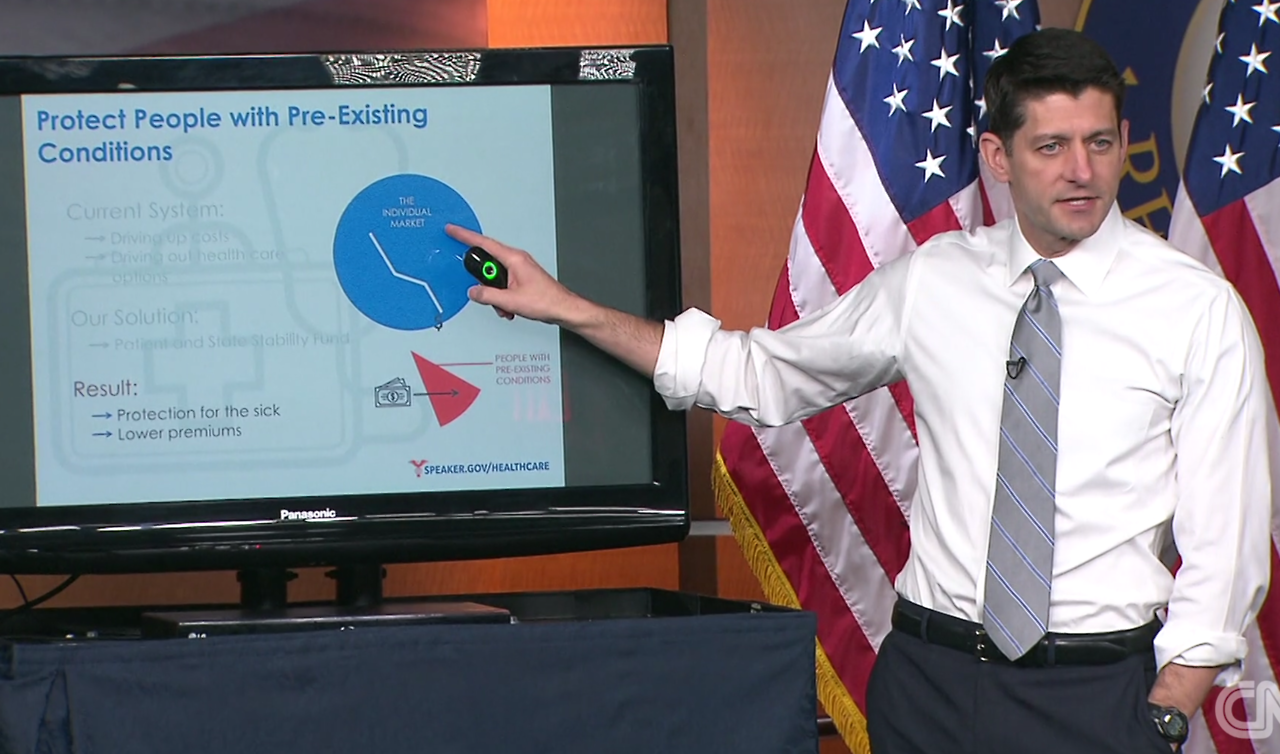 Protect People with Pre-Existing
Conditions
Current System:
Driving up costs
Driving out health care
options
Our Solution:
Patient and State Stability Fund
Result:
Protection for the sick
Lower premiums
THE
INDIVIDUAL
MARKET
PEOPLE WITH
PRE-EXISTING
CONDITIONS
SPEAKER.GOV/HEALTHCARE
Panasonic
LG
CN